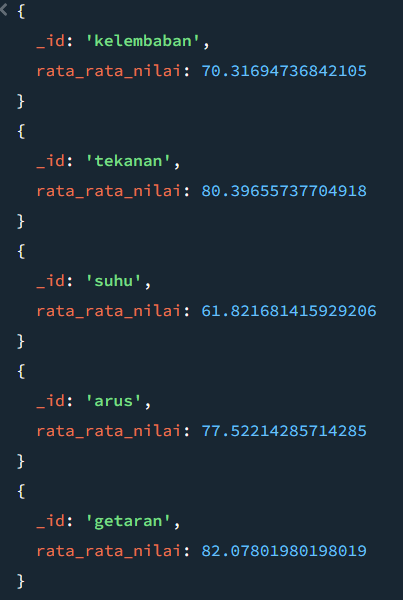 {
_id: 'kelembaban',
rata_rata_nilai: 70.31694736842105
}
{
_id: 'tekanan',
rata_rata_nilai: 80.39655737704918
}
{
_id: 'suhu',
rata_rata_nilai: 61.821681415929206
}
{
_id: 'arus',
rata_rata_nilai: 77.52214285714285
}
{
_id: 'getaran',
rata_rata_nilai: 82.07801980198019
}